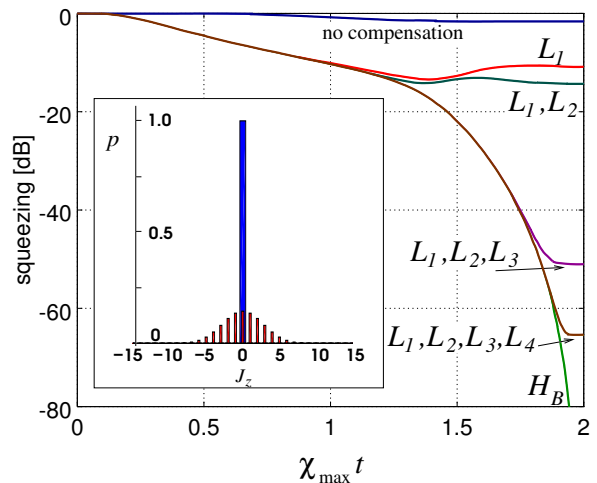 0
no compensation
L1
L1,L2
-20
p
1.0
0.5
0
-15 -10 -5 0 5 10 15
Jz
squeezing [dB]
-40
L1,L2,L3
-60
L1,L2,L3,L4
HB
-80
0 0.5 1 1.5 2
χmax t